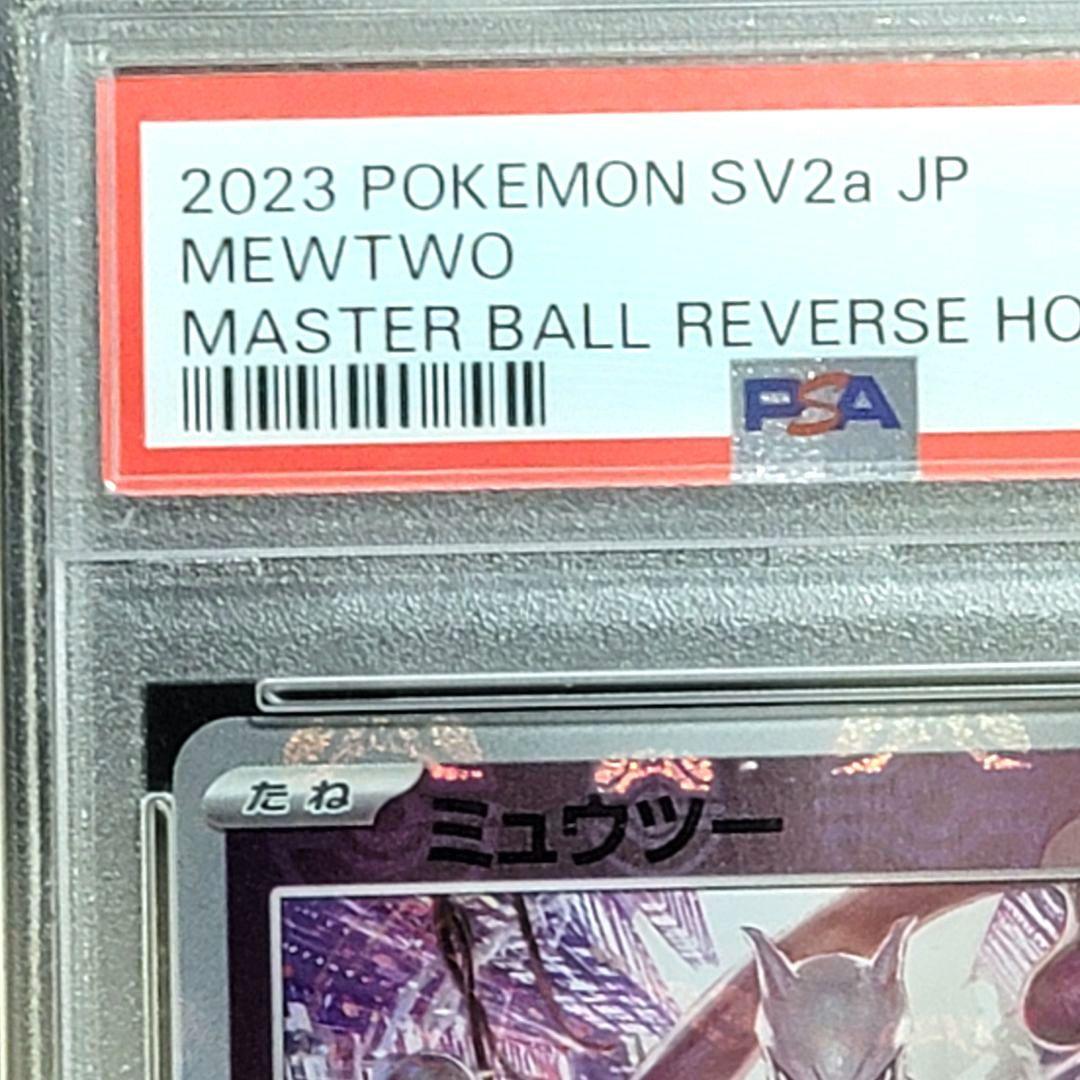 2023 POKEMON SV2a JP
MEWTWO
MASTER BALL REVERSE HO
PSA
たね
ミュウツー